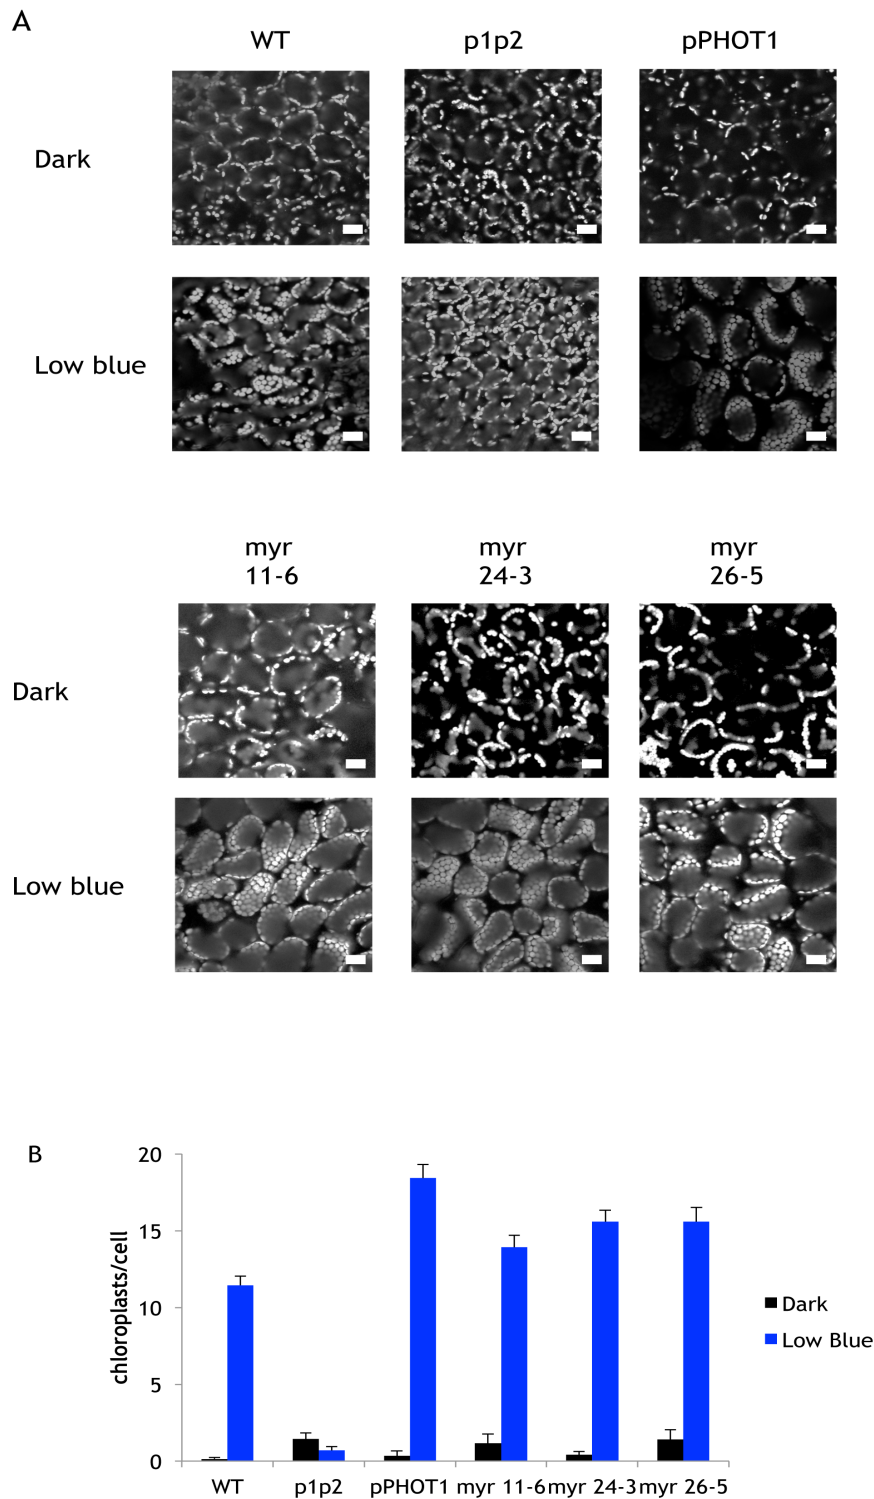 A
WT p1p2 pPHOT1
Dark
Low blue
myr 11-6
myr 24-3
myr 26-5
Dark
Low blue
B
20
15
10
5
0
chloroplasts/cell
Dark
Low Blue
WT p1p2 pPHOT1 myr 11-6 myr 24-3 myr 26-5